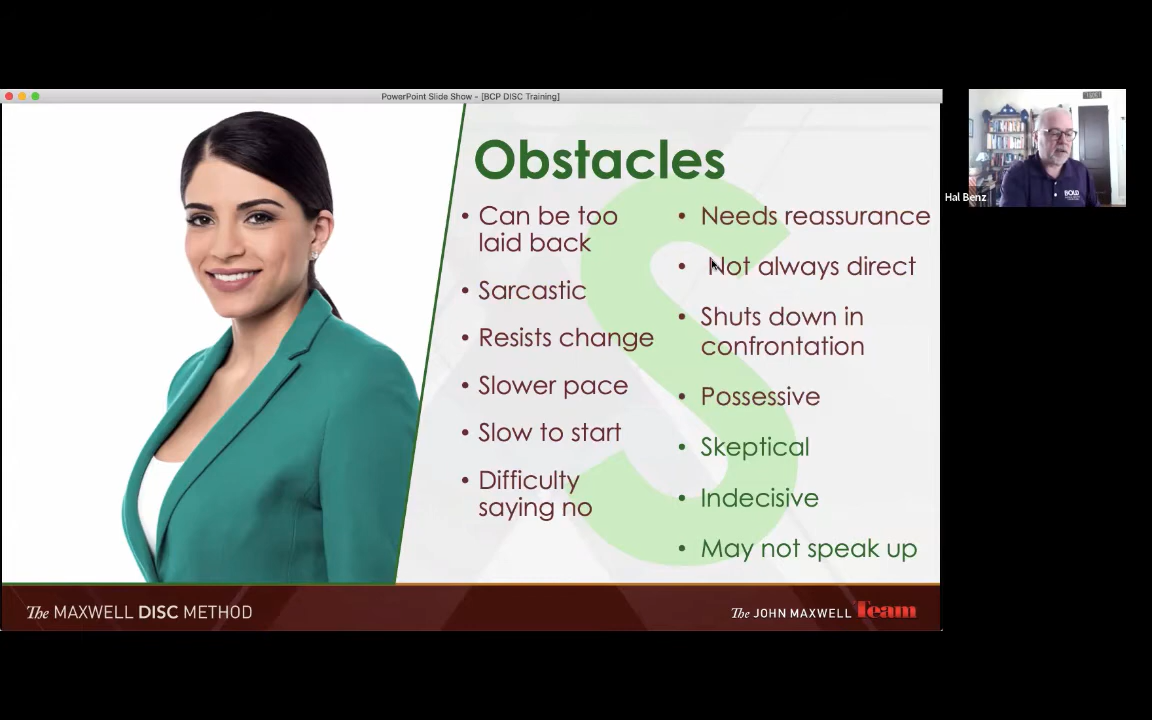 PowerPoint Slide Show - [BCP DISC Training]
Obstacles
• Can be too
laid back
• Sarcastic
• Resists change
• Slower pace
• Slow to start
• Difficulty
saying no
• Needs reassurance
• Not always direct
• Shuts down in
confrontation
• Possessive
• Skeptical
• Indecisive
• May not speak up
S
The MAXWELL DISC METHOD
The JOHN MAXWELL Team
Hal Benz
BOLD